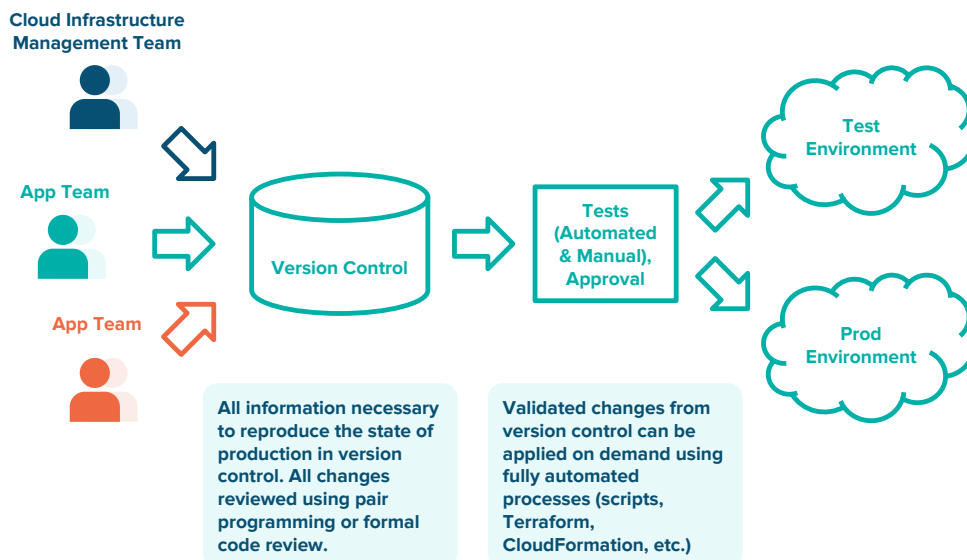 Cloud Infrastructure
Management Team
App Team
App Team
Version Control
Tests
(Automated
& Manual),
Approval
Test
Environment
Prod
Environment
All information necessary
to reproduce the state of
production in version
control. All changes
reviewed using pair
programming or formal
code review.
Validated changes from
version control can be
applied on demand using
fully automated
processes (scripts,
Terraform,
CloudFormation, etc.)